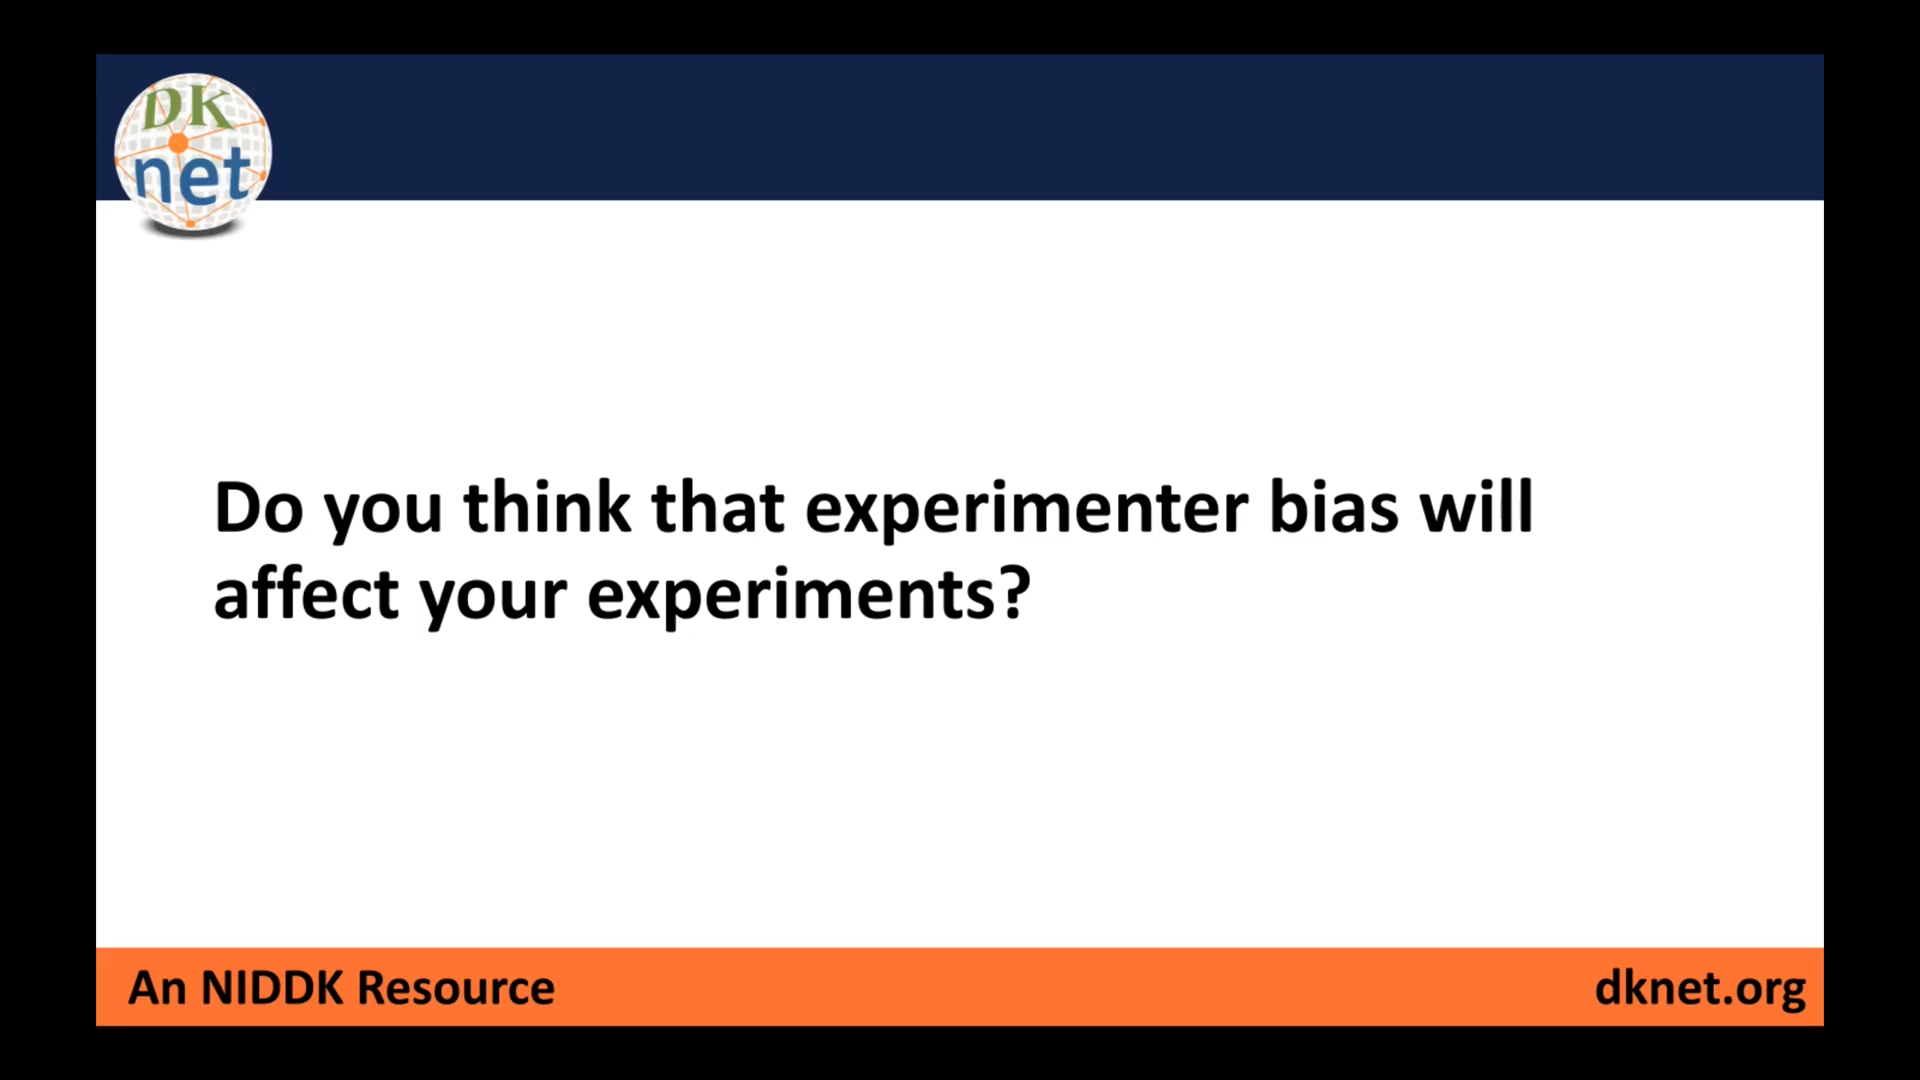 DK
net
Do you think that experimenter bias will
affect your experiments?
An NIDDK Resource
dknet.org